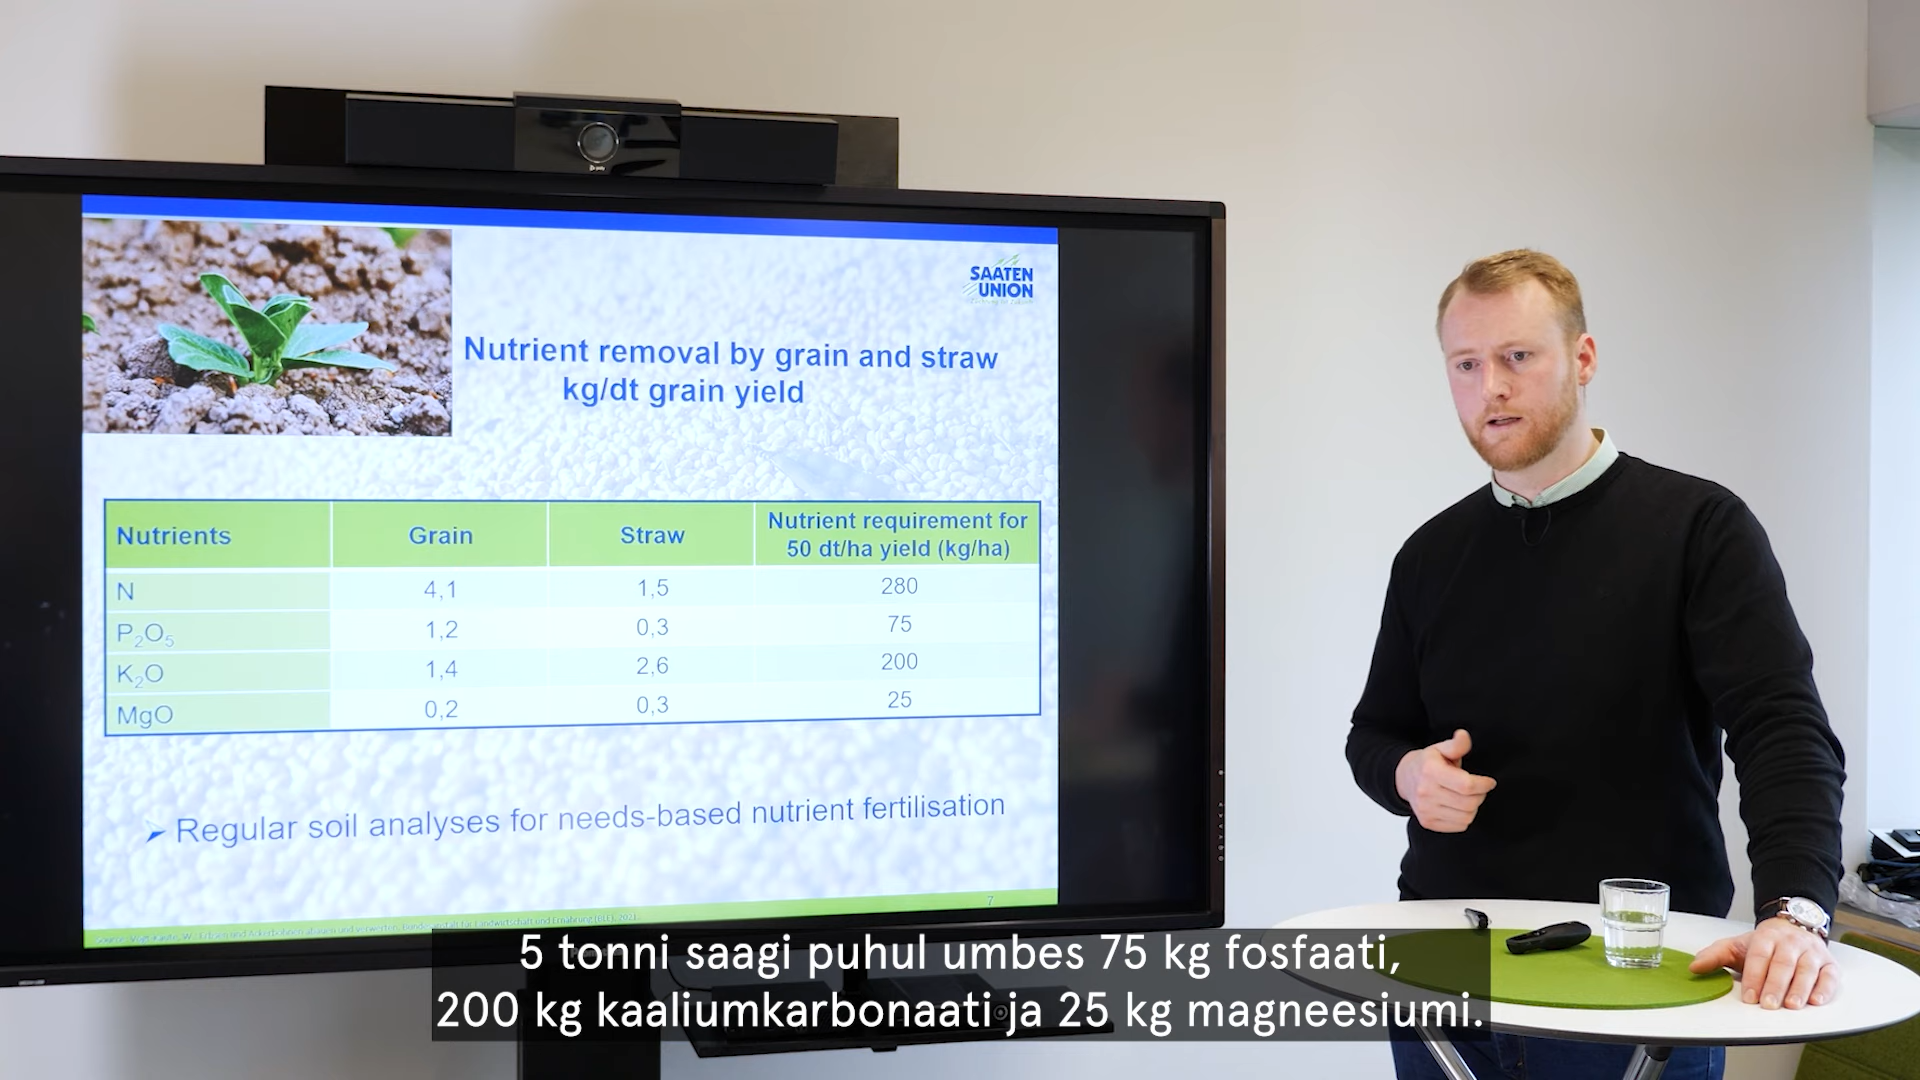 poly
SAATEN
UNION
Nutrient removal by grain and straw
kg/dt grain yield
Nutrients Grain Straw Nutrient requirement for
50 dt/ha yield (kg/ha)
N 4,1 1,5 280
P2O5 1,2 0,3 75
K2O 1,4 2,6 200
MgO 0,2 0,3 25
➢ Regular soil analyses for needs-based nutrient fertilisation
7
5 tonni saagi puhul umbes 75 kg fosfaati,
200 kg kaaliumkarbonaati ja 25 kg magneesiumi.